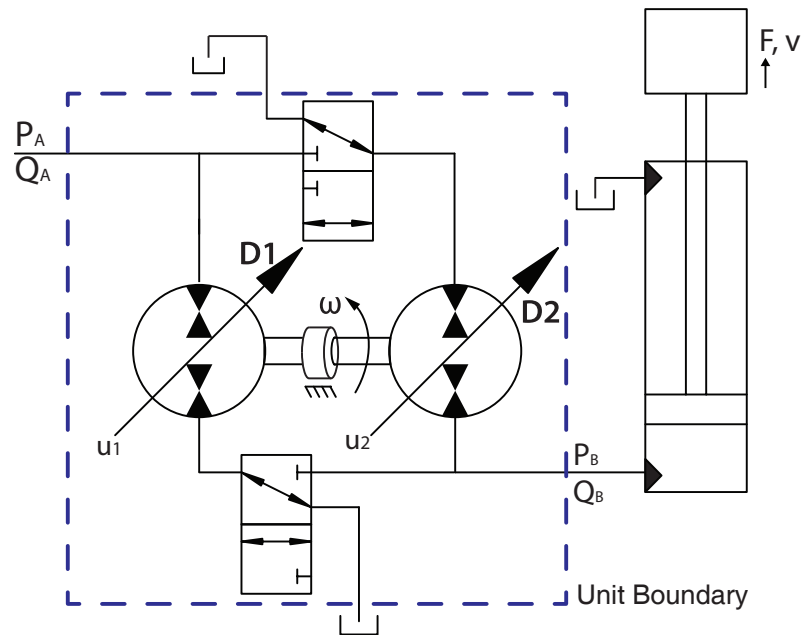 F, v
PA
QA
D1
ω
D2
u1
u2
PB
QB
Unit Boundary